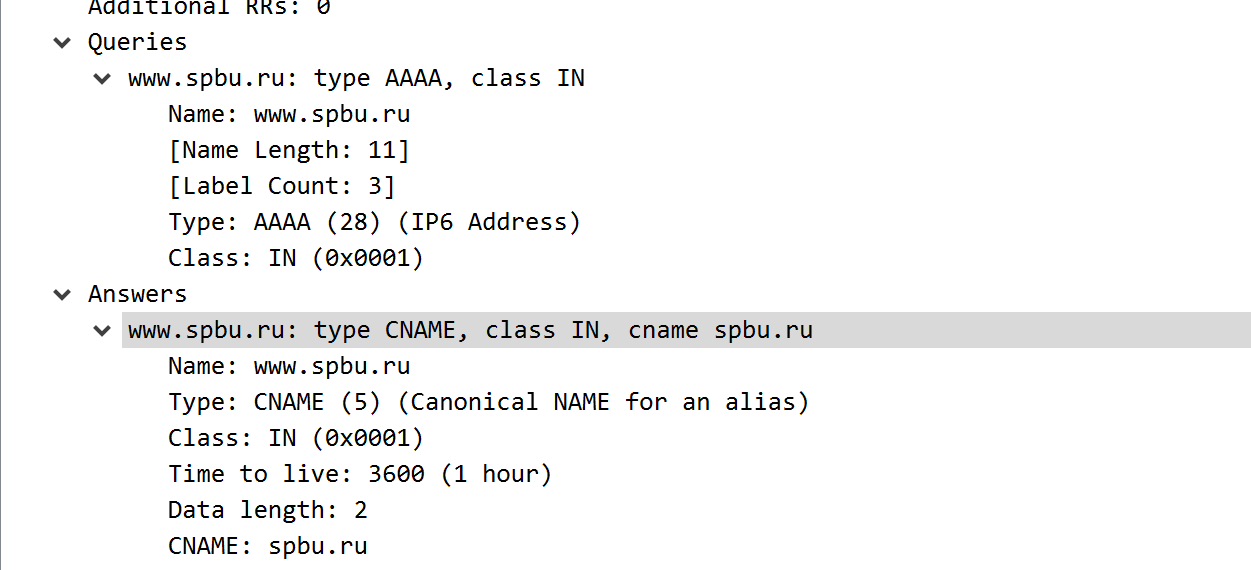 Additional RRs: 0
Queries
www.spbu.ru: type AAAA, class IN
Name: www.spbu.ru
[Name Length: 11]
[Label Count: 3]
Type: AAAA (28) (IP6 Address)
Class: IN (0x0001)
Answers
www.spbu.ru: type CNAME, class IN, cname spbu.ru
Name: www.spbu.ru
Type: CNAME (5) (Canonical NAME for an alias)
Class: IN (0x0001)
Time to live: 3600 (1 hour)
Data length: 2
CNAME: spbu.ru